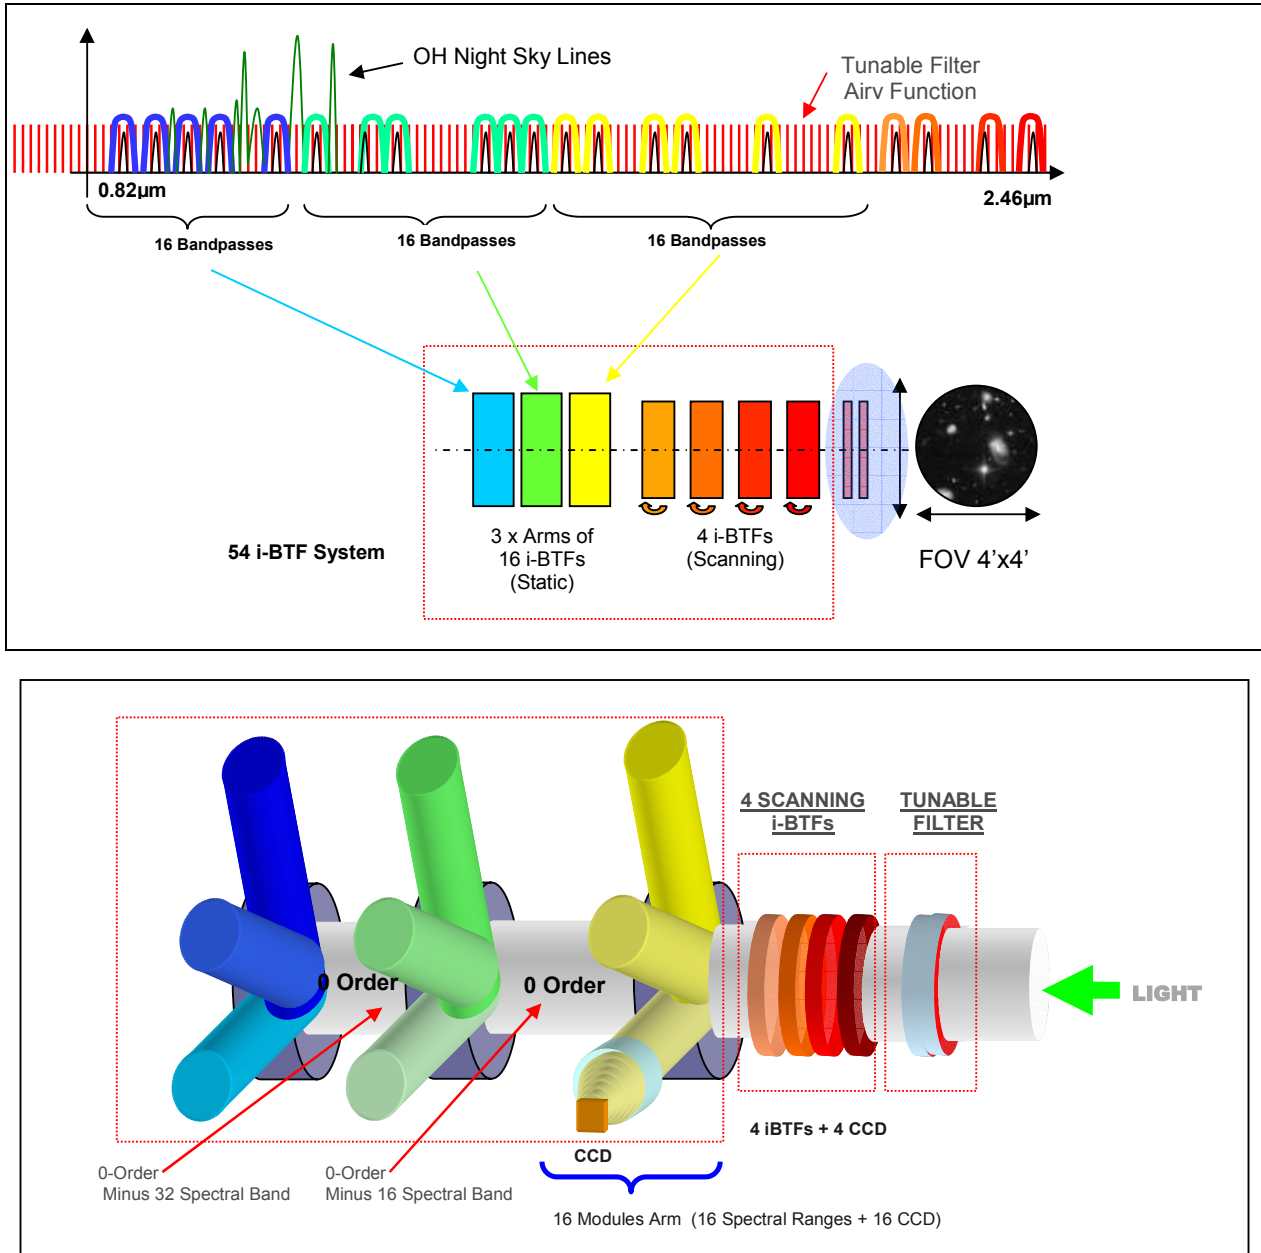 OH Night Sky Lines
Tunable Filter
Airv Function
0.82µm
2.46µm
16 Bandpasses
16 Bandpasses
16 Bandpasses
54 i-BTF System
3 x Arms of
16 i-BTFs
(Static)
4 i-BTFs
(Scanning)
FOV 4’x4’
4 SCANNING
i-BTFs
TUNABLE
FILTER
0 Order
0 Order
LIGHT
4 iBTFs + 4 CCD
CCD
0-Order
Minus 32 Spectral Band
0-Order
Minus 16 Spectral Band
16 Modules Arm (16 Spectral Ranges + 16 CCD)